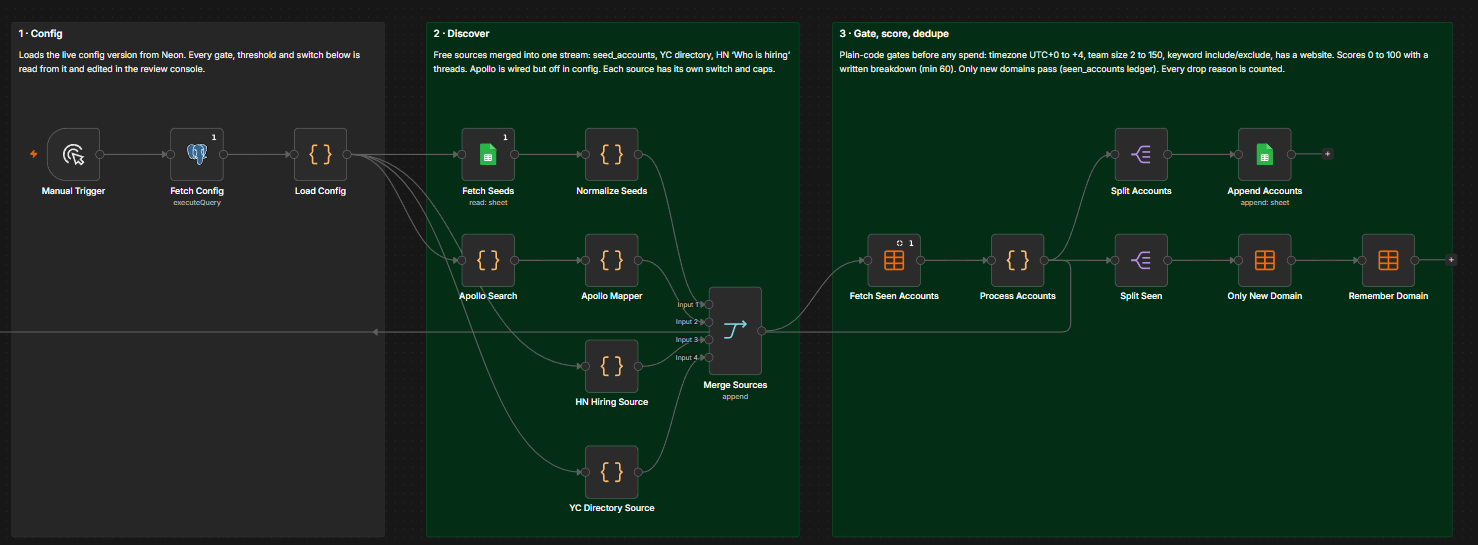 1 · Config
Loads the live config version from Neon. Every gate, threshold and switch below is
read from it and edited in the review console.
2 · Discover
Free sources merged into one stream: seed_accounts, YC directory, HN 'Who is hiring'
threads. Apollo is wired but off in config. Each source has its own switch and caps.
3 · Gate, score, dedupe
Plain-code gates before any spend: timezone UTC+0 to +4, team size 2 to 150, keyword include/exclude, has a website. Scores 0 to 100 with a
written breakdown (min 60). Only new domains pass (seen_accounts ledger). Every drop reason is counted.
Manual Trigger
1
Fetch Config
executeQuery
Load Config
1
Fetch Seeds
read: sheet
Normalize Seeds
Apollo Search
Apollo Mapper
HN Hiring Source
YC Directory Source
Input 1
Input 2
Input 3
Input 4
Merge Sources
append
Split Accounts
Append Accounts
append: sheet
1
Fetch Seen Accounts
Process Accounts
Split Seen
Only New Domain
Remember Domain